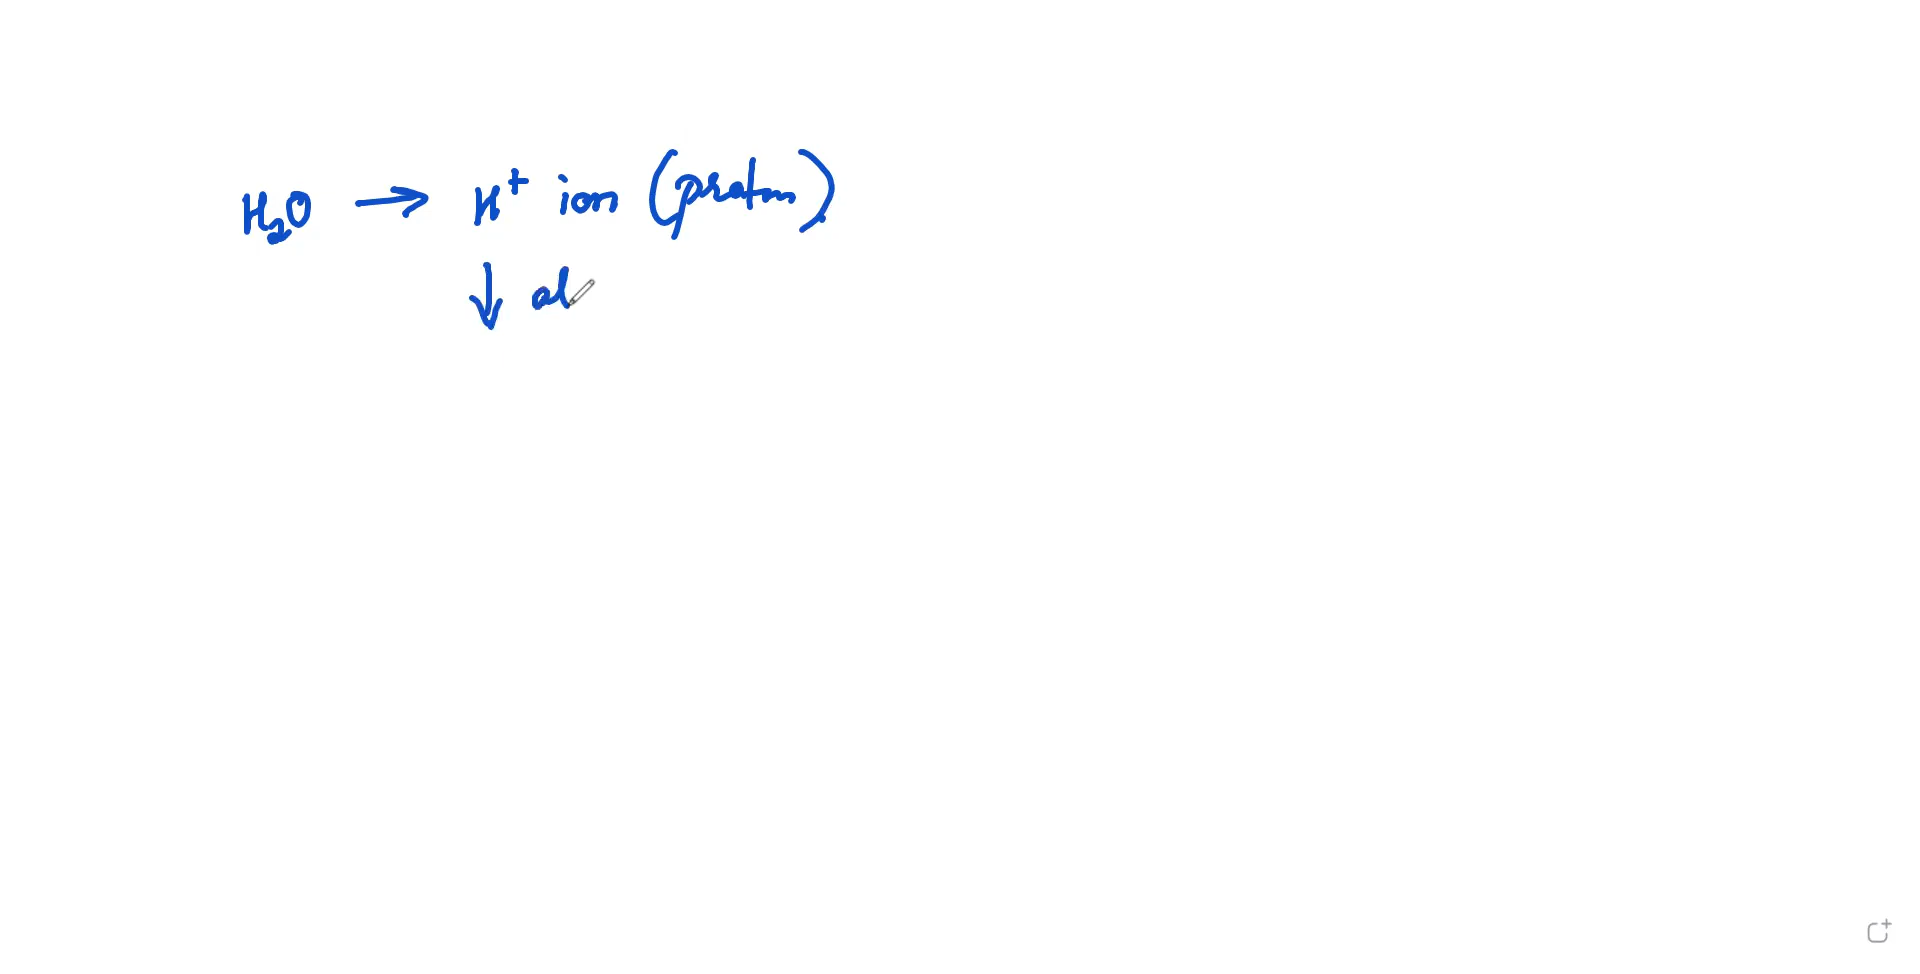 H₂O → H⁺ ion (proton)
↓ al